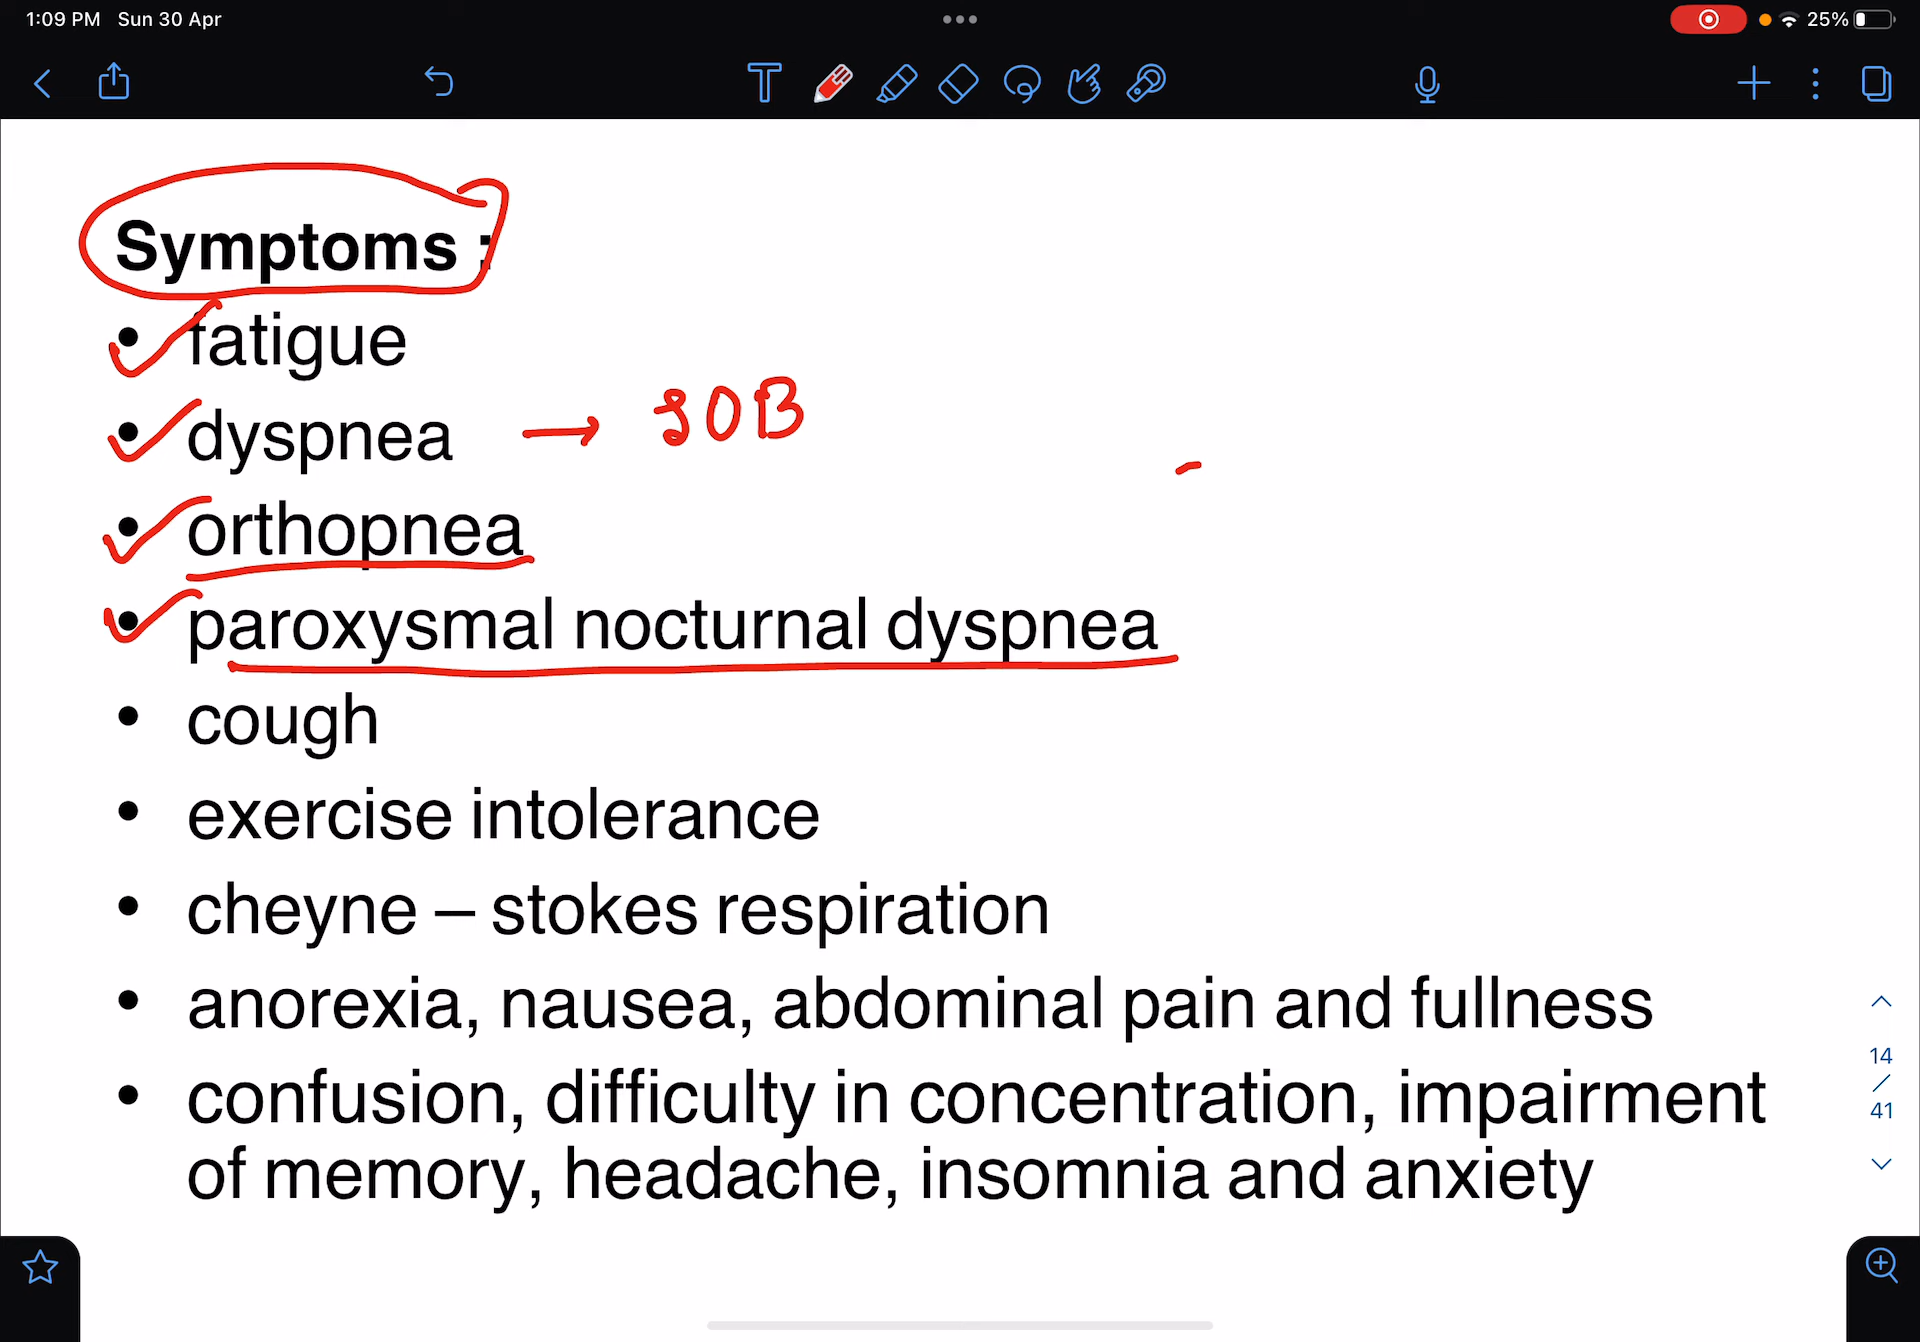 1:09 PM Sun 30 Apr
25%
Symptoms :
• fatigue
• dyspnea → SOB
• orthopnea
• paroxysmal nocturnal dyspnea
• cough
• exercise intolerance
• cheyne – stokes respiration
• anorexia, nausea, abdominal pain and fullness
• confusion, difficulty in concentration, impairment
of memory, headache, insomnia and anxiety
14
/
41